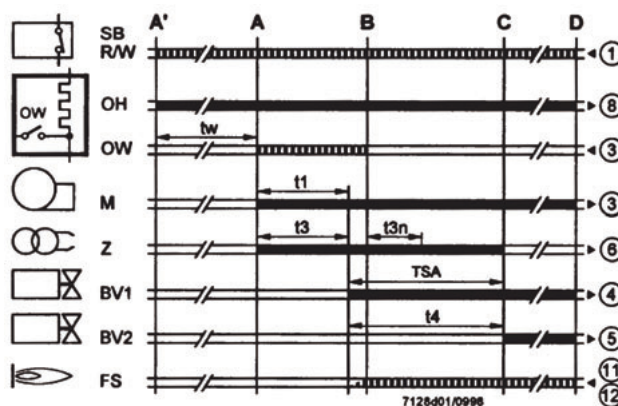 A' A B C D
SB
R/W 1
OW OH 8
tw
OW 3
t1
M 3
t3 t3n
Z 6
TSA
BV1 4
t4
BV2 5
11
FS
12
7128d01/0996